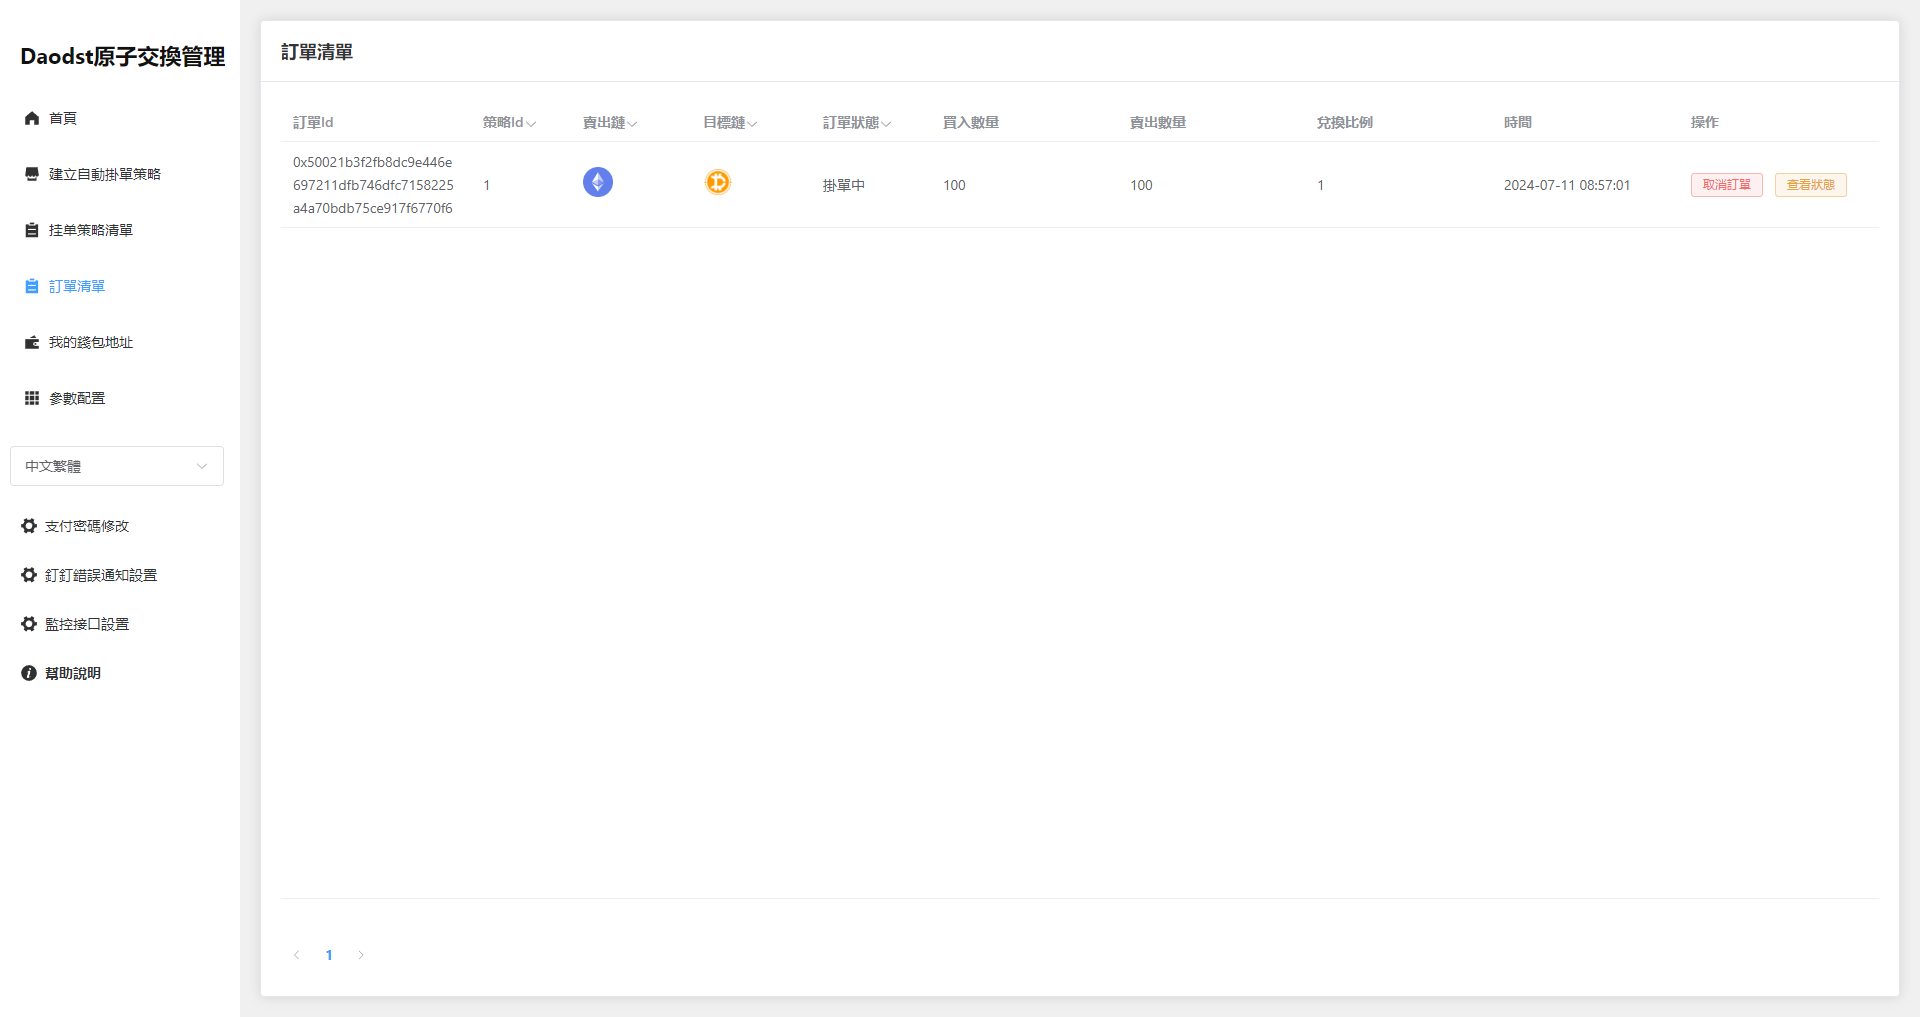 Daodst原子交換管理
首頁
建立自動掛單策略
挂单策略清單
訂單清單
我的錢包地址
參數配置
中文繁體
支付密碼修改
釘釘錯誤通知設置
監控接口設置
幫助說明
訂單清單
訂單Id 策略Id 賣出鏈 目標鏈 訂單狀態 買入數量 賣出數量 兌換比例 時間 操作
0x50021b3f2fb8dc9e446e
697211dfb746dfc7158225
a4a70bdb75ce917f6770f6
1 掛單中 100 100 1 2024-07-11 08:57:01 取消訂單 查看狀態
1